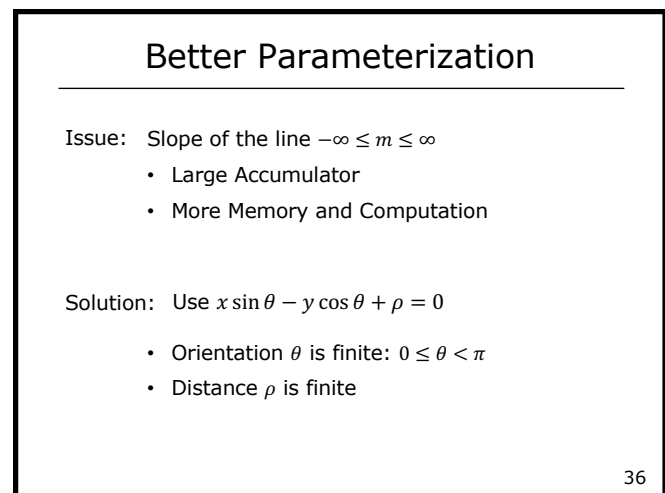 Better Parameterization
Issue: Slope of the line −∞ ≤ 𝑚 ≤ ∞
• Large Accumulator
• More Memory and Computation
Solution: Use 𝑥 sin 𝜃 − 𝑦 cos 𝜃 + 𝜌 = 0
• Orientation 𝜃 is finite: 0 ≤ 𝜃 < 𝜋
• Distance 𝜌 is finite
36